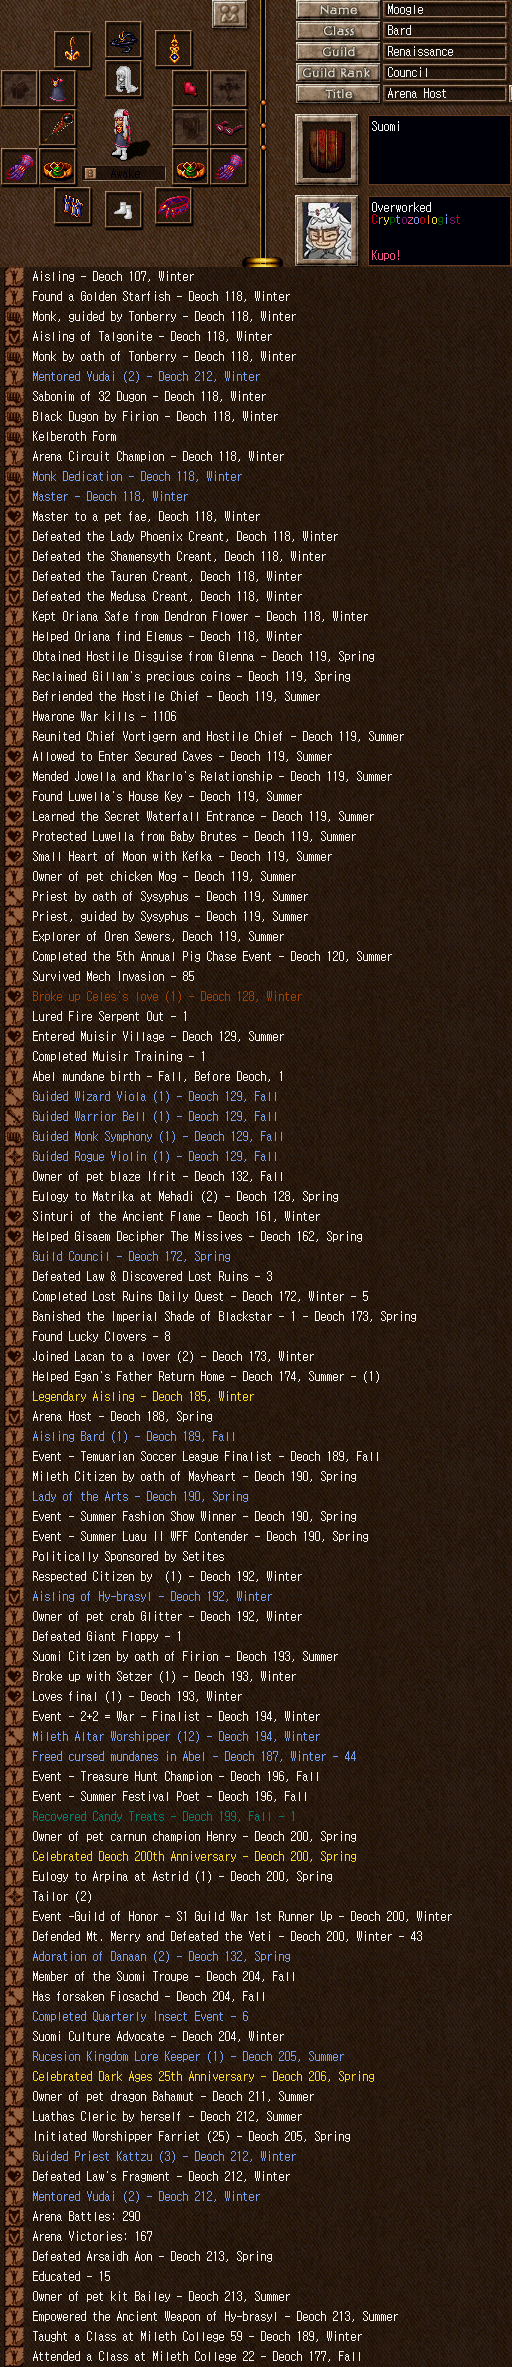 Name Moogle
Class Bard
Guild Renaissance
Guild Rank Council
Title Arena Host
Suomi
Awake
Overworked
Cryptozoologist
Kupo!
Aisling - Deoch 107, Winter
Found a Golden Starfish - Deoch 118, Winter
Monk, guided by Tonberry - Deoch 118, Winter
Aisling of Talgonite - Deoch 118, Winter
Monk by oath of Tonberry - Deoch 118, Winter
Mentored Yudai (2) - Deoch 212, Winter
Sabonim of 32 Dugon - Deoch 118, Winter
Black Dugon by Firion - Deoch 118, Winter
Kelberoth Form
Arena Circuit Champion - Deoch 118, Winter
Monk Dedication - Deoch 118, Winter
Master - Deoch 118, Winter
Master to a pet fae, Deoch 118, Winter
Defeated the Lady Phoenix Creant, Deoch 118, Winter
Defeated the Shamensyth Creant, Deoch 118, Winter
Defeated the Tauren Creant, Deoch 118, Winter
Defeated the Medusa Creant, Deoch 118, Winter
Kept Oriana Safe from Dendron Flower - Deoch 118, Winter
Helped Oriana find Elemus - Deoch 118, Winter
Obtained Hostile Disguise from Glenna - Deoch 119, Spring
Reclaimed Gillam's precious coins - Deoch 119, Spring
Befriended the Hostile Chief - Deoch 119, Summer
Hwarone War kills - 1106
Reunited Chief Vortigern and Hostile Chief - Deoch 119, Summer
Allowed to Enter Secured Caves - Deoch 119, Summer
Mended Jowella and Kharlo's Relationship - Deoch 119, Summer
Found Luwella's House Key - Deoch 119, Summer
Learned the Secret Waterfall Entrance - Deoch 119, Summer
Protected Luwella from Baby Brutes - Deoch 119, Summer
Small Heart of Moon with Kefka - Deoch 119, Summer
Owner of pet chicken Mog - Deoch 119, Summer
Priest by oath of Sysyphus - Deoch 119, Summer
Priest, guided by Sysyphus - Deoch 119, Summer
Explorer of Oren Sewers, Deoch 119, Summer
Completed the 5th Annual Pig Chase Event - Deoch 120, Summer
Survived Mech Invasion - 85
Broke up Celes's love (1) - Deoch 128, Winter
Lured Fire Serpent Out - 1
Entered Muisir Village - Deoch 129, Summer
Completed Muisir Training - 1
Abel mundane birth - Fall, Before Deoch, 1
Guided Wizard Viola (1) - Deoch 129, Fall
Guided Warrior Bell (1) - Deoch 129, Fall
Guided Monk Symphony (1) - Deoch 129, Fall
Guided Rogue Violin (1) - Deoch 129, Fall
Owner of pet blaze Ifrit - Deoch 132, Fall
Eulogy to Matrika at Mehadi (2) - Deoch 128, Spring
Sinturi of the Ancient Flame - Deoch 161, Winter
Helped Gisaem Decipher The Missives - Deoch 162, Spring
Guild Council - Deoch 172, Spring
Defeated Law & Discovered Lost Ruins - 3
Completed Lost Ruins Daily Quest - Deoch 172, Winter - 5
Banished the Imperial Shade of Blackstar - 1 - Deoch 173, Spring
Found Lucky Clovers - 8
Joined Lacan to a lover (2) - Deoch 173, Winter
Helped Egan's Father Return Home - Deoch 174, Summer - (1)
Legendary Aisling - Deoch 185, Winter
Arena Host - Deoch 188, Spring
Aisling Bard (1) - Deoch 189, Fall
Event - Temuarian Soccer League Finalist - Deoch 189, Fall
Mileth Citizen by oath of Mayheart - Deoch 190, Spring
Lady of the Arts - Deoch 190, Spring
Event - Summer Fashion Show Winner - Deoch 190, Spring
Event - Summer Luau II WFF Contender - Deoch 190, Spring
Politically Sponsored by Setites
Respected Citizen by  (1) - Deoch 192, Winter
Aisling of Hy-brasyl - Deoch 192, Winter
Owner of pet crab Glitter - Deoch 192, Winter
Defeated Giant Floppy - 1
Suomi Citizen by oath of Firion - Deoch 193, Summer
Broke up with Setzer (1) - Deoch 193, Winter
Loves final (1) - Deoch 193, Winter
Event - 2+2 = War - Finalist - Deoch 194, Winter
Mileth Altar Worshipper (12) - Deoch 194, Winter
Freed cursed mundanes in Abel - Deoch 187, Winter - 44
Event - Treasure Hunt Champion - Deoch 196, Fall
Event - Summer Festival Poet - Deoch 196, Fall
Recovered Candy Treats - Deoch 199, Fall - 1
Owner of pet carnun champion Henry - Deoch 200, Spring
Celebrated Deoch 200th Anniversary - Deoch 200, Spring
Eulogy to Arpina at Astrid (1) - Deoch 200, Spring
Tailor (2)
Event -Guild of Honor - S1 Guild War 1st Runner Up - Deoch 200, Winter
Defended Mt. Merry and Defeated the Yeti - Deoch 200, Winter - 43
Adoration of Danaan (2) - Deoch 132, Spring
Member of the Suomi Troupe - Deoch 204, Fall
Has forsaken Fiosachd - Deoch 204, Fall
Completed Quarterly Insect Event - 6
Suomi Culture Advocate - Deoch 204, Winter
Rucesion Kingdom Lore Keeper (1) - Deoch 205, Summer
Celebrated Dark Ages 25th Anniversary - Deoch 206, Spring
Owner of pet dragon Bahamut - Deoch 211, Summer
Luathas Cleric by herself - Deoch 212, Summer
Initiated Worshipper Farriet (25) - Deoch 205, Spring
Guided Priest Kattzu (3) - Deoch 212, Winter
Defeated Law's Fragment - Deoch 212, Winter
Mentored Yudai (2) - Deoch 212, Winter
Arena Battles: 290
Arena Victories: 167
Defeated Arsaidh Aon - Deoch 213, Spring
Educated - 15
Owner of pet kit Bailey - Deoch 213, Summer
Empowered the Ancient Weapon of Hy-brasyl - Deoch 213, Summer
Taught a Class at Mileth College 59 - Deoch 189, Winter
Attended a Class at Mileth College 22 - Deoch 177, Fall